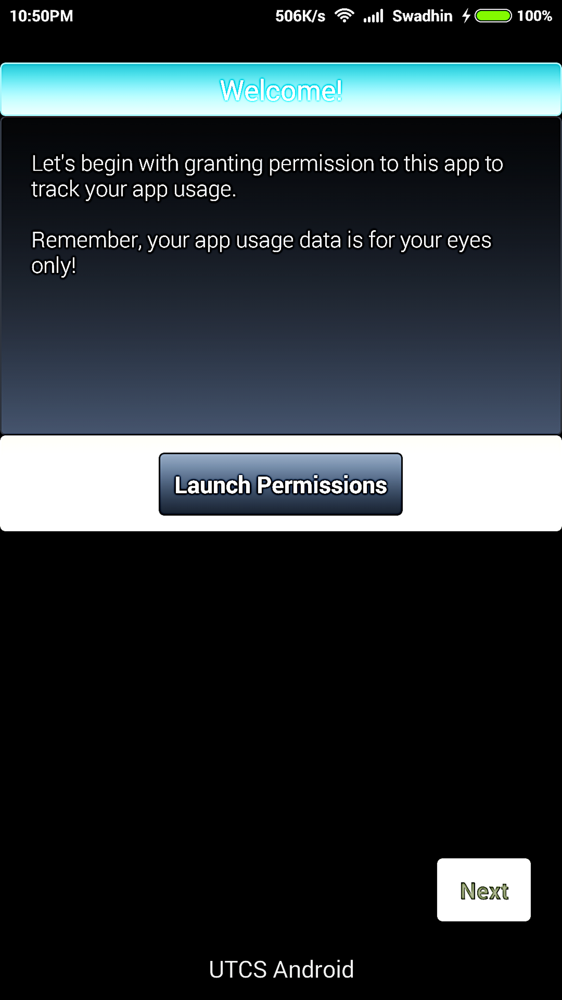 10:50PM 506K/s Swadhin 100%
Welcome!
Let's begin with granting permission to this app to
track your app usage.
Remember, your app usage data is for your eyes
only!
Launch Permissions
Next
UTCS Android